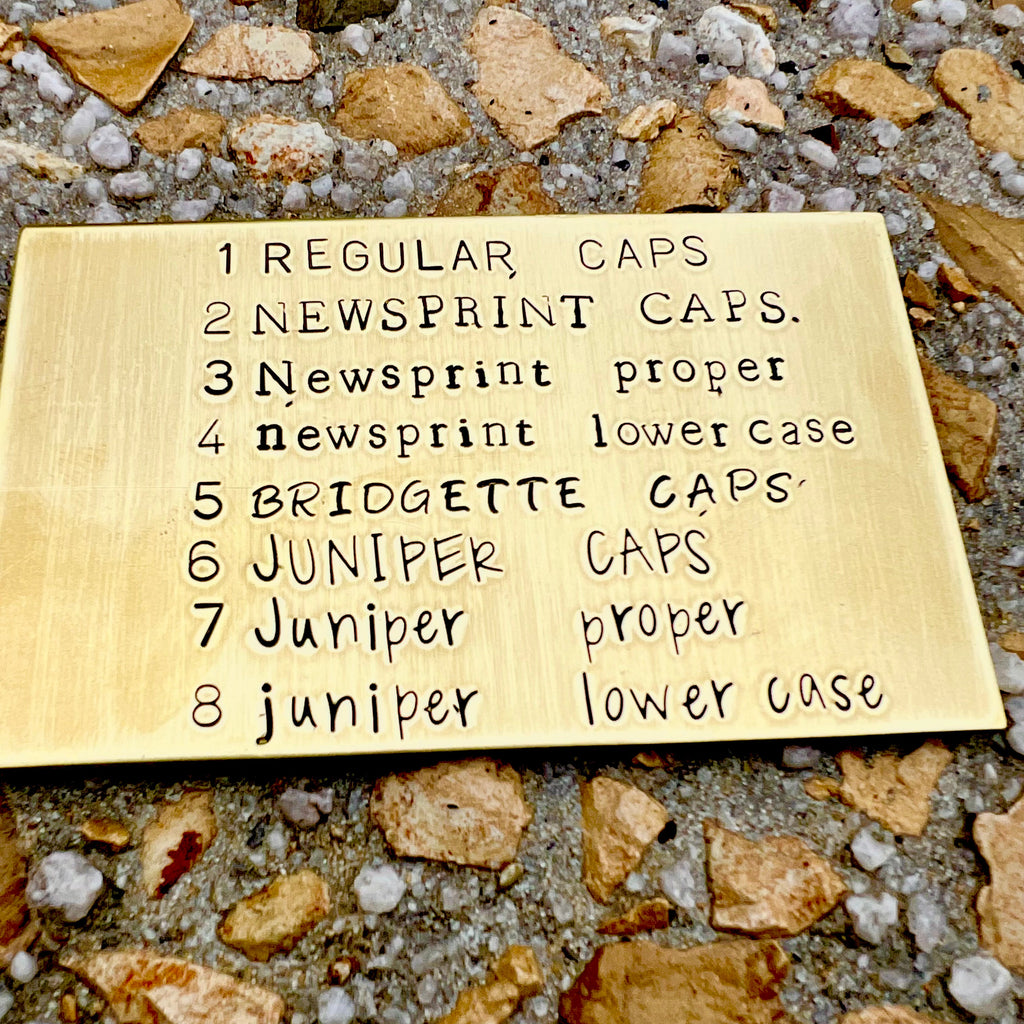 1 REGULAR CAPS
2 NEWSPRINT CAPS.
3 Newsprint proper
4 newsprint lower case
5 BRIDGETTE CAPS
6 JUNIPER CAPS
7 Juniper proper
8 juniper lower case